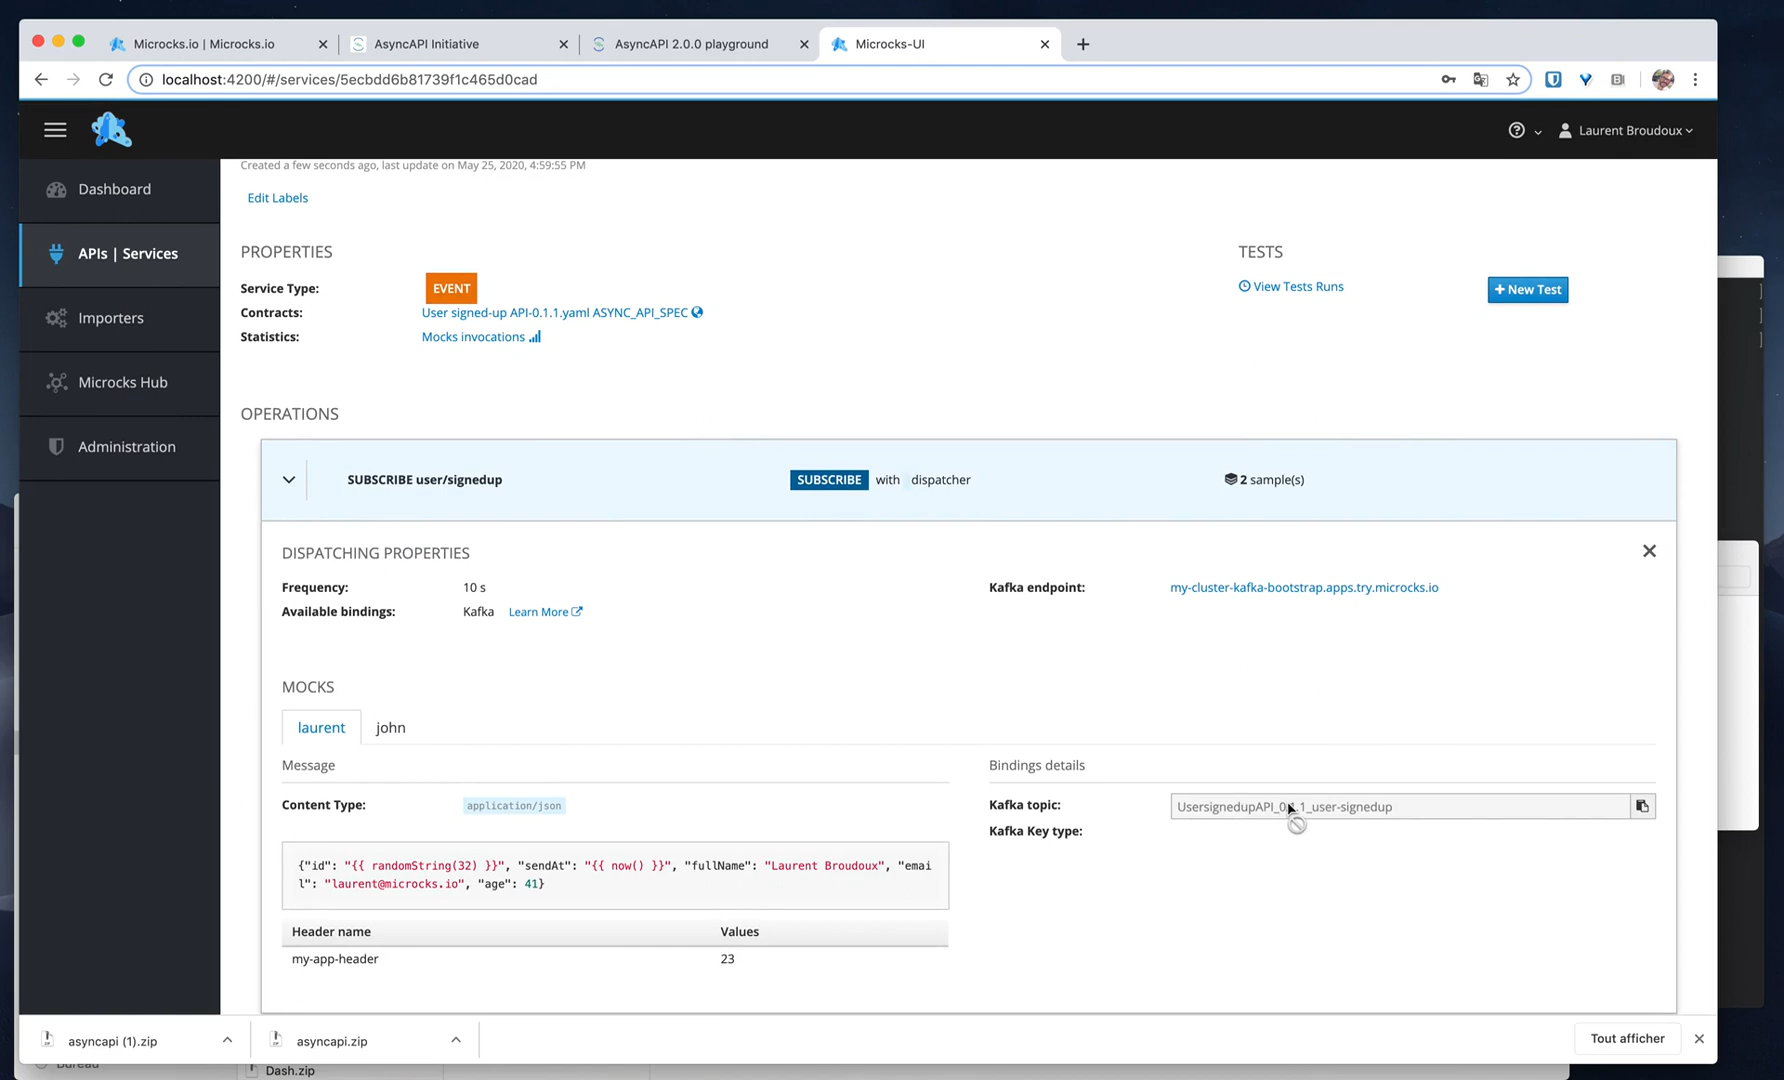 Microcks.io | Microcks.io
AsyncAPI Initiative
AsyncAPI 2.0.0 playground
Microcks-UI
localhost:4200/#/services/5ecbdd6b81739f1c465d0cad
Laurent Broudoux
Dashboard
APIs | Services
Importers
Microcks Hub
Administration
Created a few seconds ago, last update on May 25, 2020, 4:59:55 PM
Edit Labels
PROPERTIES
Service Type: EVENT
Contracts: User signed-up API-0.1.1.yaml ASYNC_API_SPEC
Statistics: Mocks invocations
TESTS
View Tests Runs
+ New Test
OPERATIONS
SUBSCRIBE user/signedup SUBSCRIBE with dispatcher 2 sample(s)
DISPATCHING PROPERTIES
Frequency: 10 s
Available bindings: Kafka Learn More
Kafka endpoint: my-cluster-kafka-bootstrap.apps.try.microcks.io
MOCKS
laurent john
Message
Content Type: application/json
{"id": "{{ randomString(32) }}", "sendAt": "{{ now() }}", "fullName": "Laurent Broudoux", "emai
l": "laurent@microcks.io", "age": 41}
Header name Values
my-app-header 23
Bindings details
Kafka topic: UsersignedupAPI_0.1.1_user-signedup
Kafka Key type:
asyncapi (1).zip
asyncapi.zip
Tout afficher
Bureau
Dash.zip